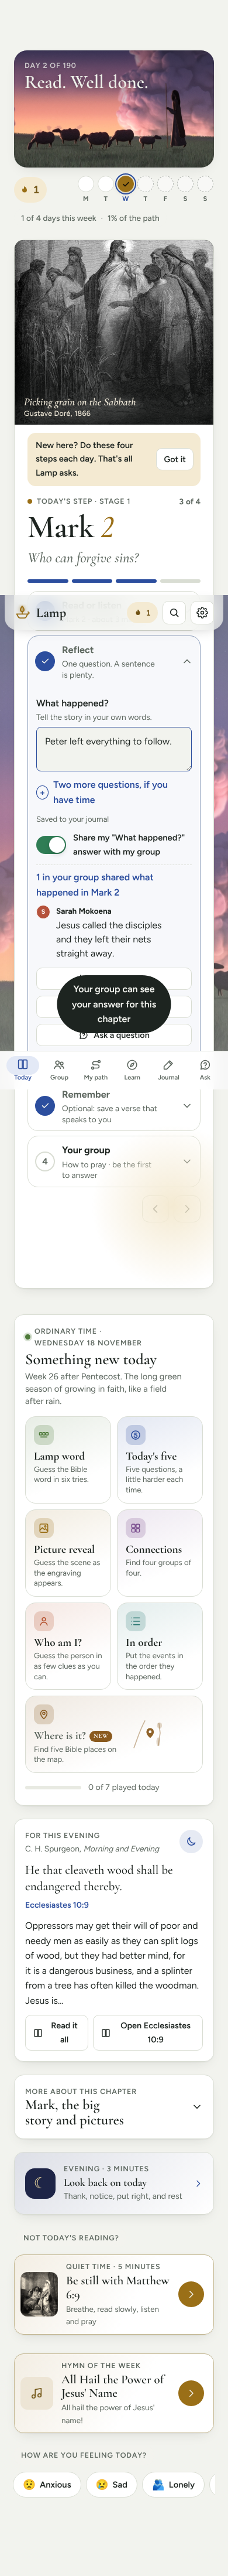 DAY 2 OF 190
Read. Well done.
1
M T W T F S S
1 of 4 days this week · 1% of the path
Picking grain on the Sabbath
Gustave Doré, 1866
New here? Do these four
steps each day. That's all
Lamp asks.
Got it
TODAY'S STEP · STAGE 1
3 of 4
Mark 2
Who can forgive sins?
Lamp
1
Reflect
One question. A sentence
is plenty.
What happened?
Tell the story in your own words.
Peter left everything to follow.
Two more questions, if you
have time
Saved to your journal
Share my "What happened?"
answer with my group
1 in your group shared what
happened in Mark 2
S
Sarah Mokoena
Jesus called the disciples
and they left their nets
straight away.
Your group can see
your answer for this
chapter
Ask a question
Today
Group
My path
Learn
Journal
Ask
Remember
Optional: save a verse that
speaks to you
4
Your group
How to pray · be the first
to answer
ORDINARY TIME ·
WEDNESDAY 18 NOVEMBER
Something new today
Week 26 after Pentecost. The long green
season of growing in faith, like a field
after rain.
Lamp word
Guess the Bible
word in six tries.
Today's five
Five questions, a
little harder each
time.
Picture reveal
Guess the scene as
the engraving
appears.
Connections
Find four groups of
four.
Who am I?
Guess the person in
as few clues as you
can.
In order
Put the events in
the order they
happened.
Where is it? NEW
Find five Bible places on
the map.
0 of 7 played today
FOR THIS EVENING
C. H. Spurgeon, Morning and Evening
He that cleaveth wood shall be
endangered thereby.
Ecclesiastes 10:9
Oppressors may get their will of poor and
needy men as easily as they can split logs
of wood, but they had better mind, for
it is a dangerous business, and a splinter
from a tree has often killed the woodman.
Jesus is…
Read it
all
Open Ecclesiastes
10:9
MORE ABOUT THIS CHAPTER
Mark, the big
story and pictures
EVENING · 3 MINUTES
Look back on today
Thank, notice, put right, and rest
NOT TODAY'S READING?
QUIET TIME · 5 MINUTES
Be still with Matthew
6:9
Breathe, read slowly, listen
and pray
HYMN OF THE WEEK
All Hail the Power of
Jesus' Name
All hail the power of Jesus'
name!
HOW ARE YOU FEELING TODAY?
Anxious
Sad
Lonely